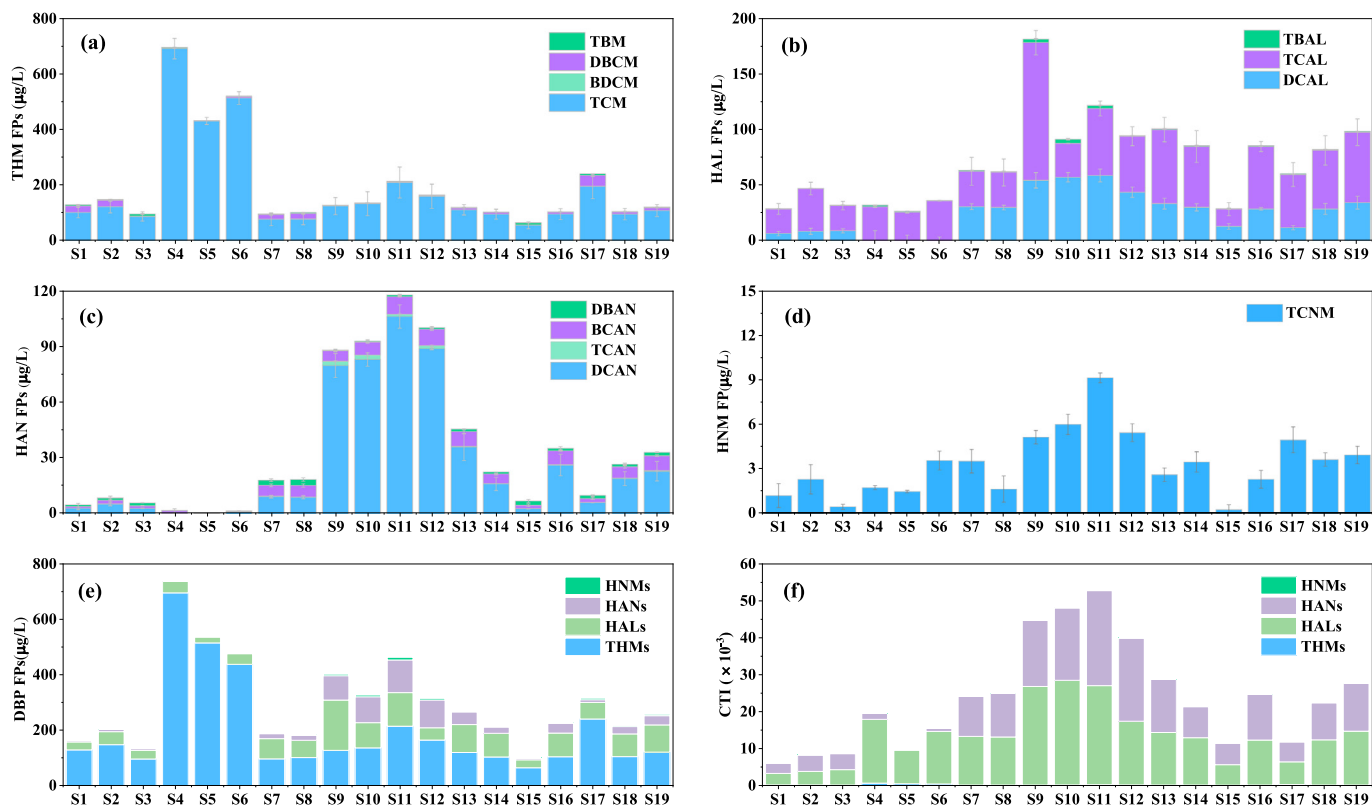 (a)
TBM
DBCM
BDCM
TCM
THM FPs (μg/L)
800
600
400
200
0
S1 S2 S3 S4 S5 S6 S7 S8 S9 S10 S11 S12 S13 S14 S15 S16 S17 S18 S19
(b)
TBAL
TCAL
DCAL
HAL FPs (μg/L)
200
150
100
50
0
S1 S2 S3 S4 S5 S6 S7 S8 S9 S10 S11 S12 S13 S14 S15 S16 S17 S18 S19
(c)
DBAN
BCAN
TCAN
DCAN
HAN FPs (μg/L)
120
90
60
30
0
S1 S2 S3 S4 S5 S6 S7 S8 S9 S10 S11 S12 S13 S14 S15 S16 S17 S18 S19
(d)
TCNM
HNM FP(μg/L)
15
12
9
6
3
0
S1 S2 S3 S4 S5 S6 S7 S8 S9 S10 S11 S12 S13 S14 S15 S16 S17 S18 S19
(e)
HNMs
HANs
HALs
THMs
DBP FPs(μg/L)
800
600
400
200
0
S1 S2 S3 S4 S5 S6 S7 S8 S9 S10 S11 S12 S13 S14 S15 S16 S17 S18 S19
(f)
HNMs
HANs
HALs
THMs
CTI ( × 10⁻³)
60
50
40
30
20
10
0
S1 S2 S3 S4 S5 S6 S7 S8 S9 S10 S11 S12 S13 S14 S15 S16 S17 S18 S19